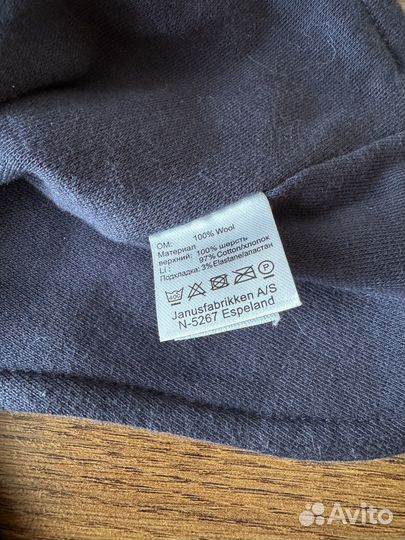 OM: 100% Wool
Материал
верхний: 100% шерсть
Li : 97% Cotton/хлопок
Подкладка: 3% Elastane/эластан
40C P
Janusfabrikken A/S
N-5267 Espeland
Avito